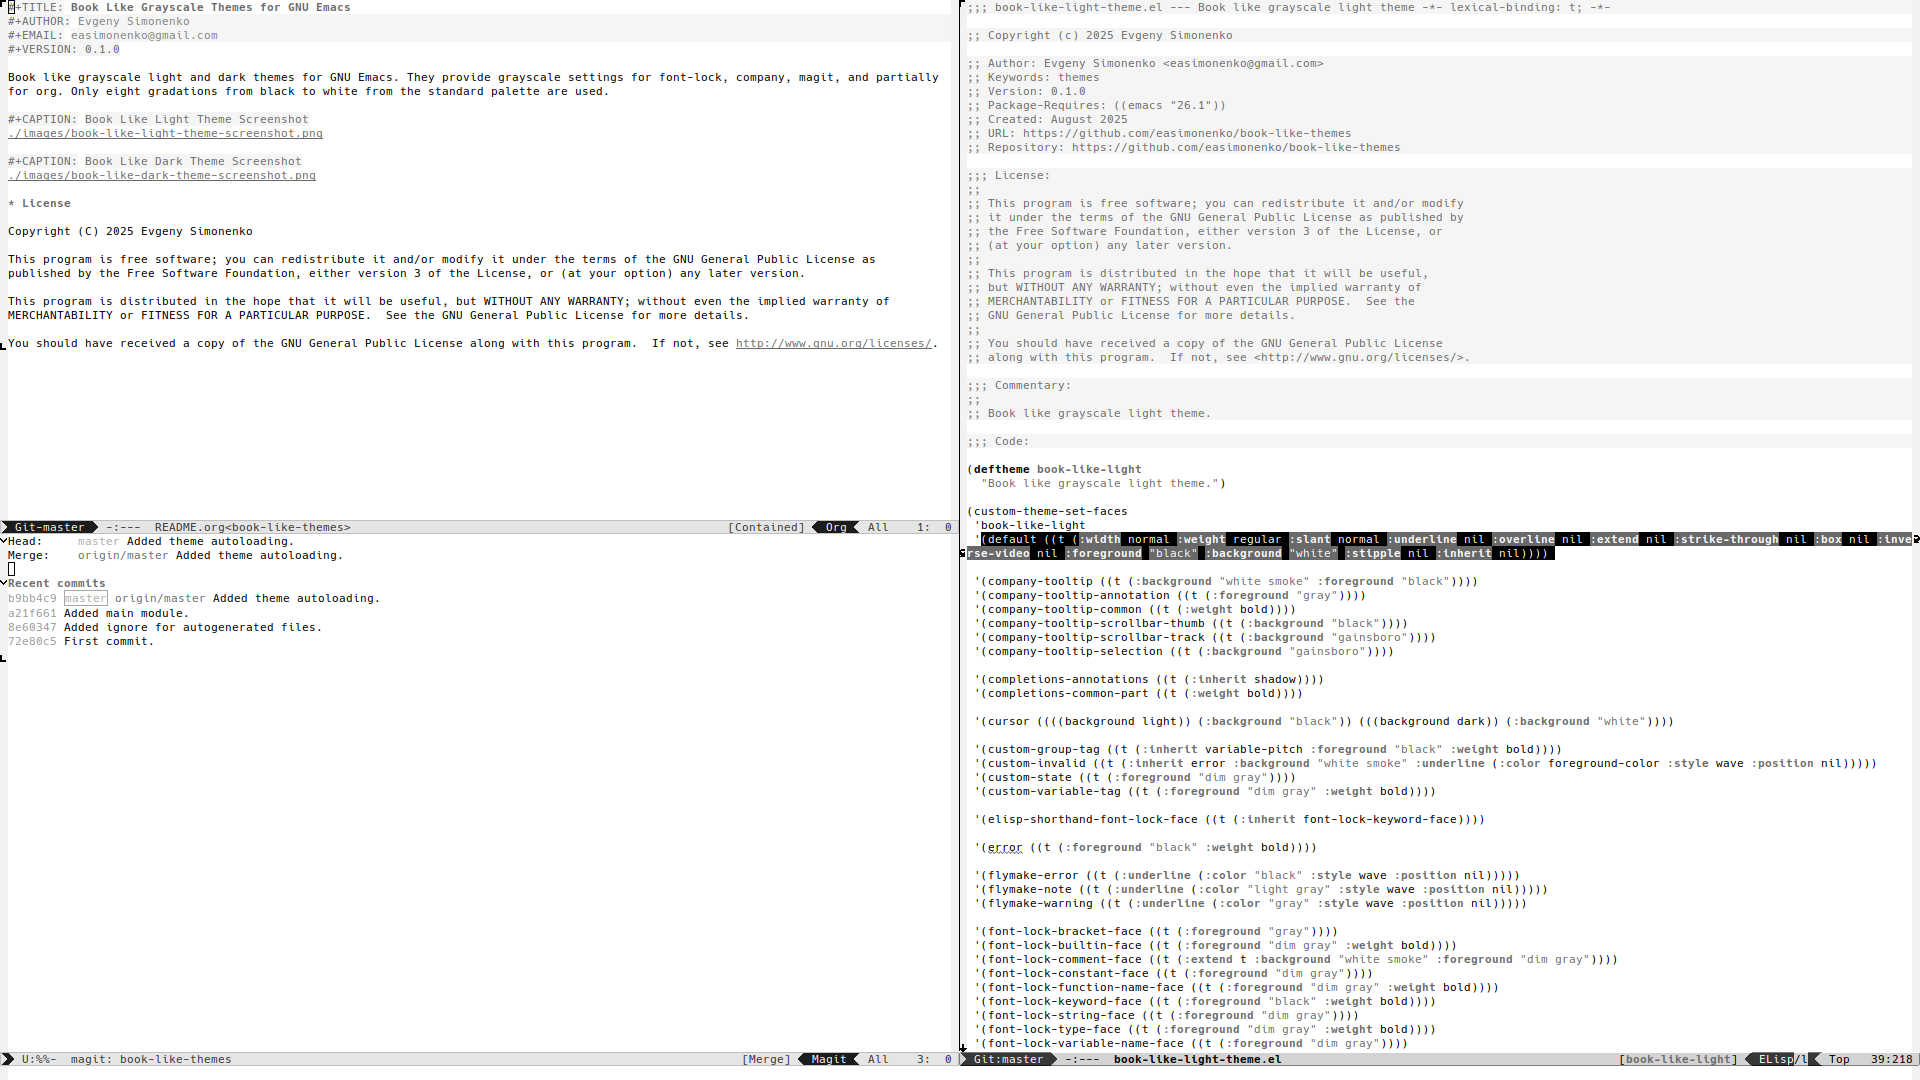 #+TITLE: Book Like Grayscale Themes for GNU Emacs
#+AUTHOR: Evgeny Simonenko
#+EMAIL: easimonenko@gmail.com
#+VERSION: 0.1.0
Book like grayscale light and dark themes for GNU Emacs. They provide grayscale settings for font-lock, company, magit, and partially
for org. Only eight gradations from black to white from the standard palette are used.
#+CAPTION: Book Like Light Theme Screenshot
./images/book-like-light-theme-screenshot.png
#+CAPTION: Book Like Dark Theme Screenshot
./images/book-like-dark-theme-screenshot.png
* License
Copyright (C) 2025 Evgeny Simonenko
This program is free software; you can redistribute it and/or modify it under the terms of the GNU General Public License as
published by the Free Software Foundation, either version 3 of the License, or (at your option) any later version.
This program is distributed in the hope that it will be useful, but WITHOUT ANY WARRANTY; without even the implied warranty of
MERCHANTABILITY or FITNESS FOR A PARTICULAR PURPOSE.  See the GNU General Public License for more details.
You should have received a copy of the GNU General Public License along with this program.  If not, see http://www.gnu.org/licenses/.
Git-master -:--- README.org<book-like-themes> [Contained] Org All 1: 0
Head: master Added theme autoloading.
Merge: origin/master Added theme autoloading.
Recent commits
b9bb4c9 master origin/master Added theme autoloading.
a21f661 Added main module.
8e60347 Added ignore for autogenerated files.
72e80c5 First commit.
U:%%- magit: book-like-themes [Merge] Magit All 3: 0
;;; book-like-light-theme.el --- Book like grayscale light theme -*- lexical-binding: t; -*-
;; Copyright (c) 2025 Evgeny Simonenko
;; Author: Evgeny Simonenko <easimonenko@gmail.com>
;; Keywords: themes
;; Version: 0.1.0
;; Package-Requires: ((emacs "26.1"))
;; Created: August 2025
;; URL: https://github.com/easimonenko/book-like-themes
;; Repository: https://github.com/easimonenko/book-like-themes
;;; License:
;;
;; This program is free software; you can redistribute it and/or modify
;; it under the terms of the GNU General Public License as published by
;; the Free Software Foundation, either version 3 of the License, or
;; (at your option) any later version.
;;
;; This program is distributed in the hope that it will be useful,
;; but WITHOUT ANY WARRANTY; without even the implied warranty of
;; MERCHANTABILITY or FITNESS FOR A PARTICULAR PURPOSE.  See the
;; GNU General Public License for more details.
;;
;; You should have received a copy of the GNU General Public License
;; along with this program.  If not, see <http://www.gnu.org/licenses/>.
;;; Commentary:
;;
;; Book like grayscale light theme.
;;; Code:
(deftheme book-like-light
"Book like grayscale light theme.")
(custom-theme-set-faces
'book-like-light
'(default ((t (:width normal :weight regular :slant normal :underline nil :overline nil :extend nil :strike-through nil :box nil :inve
rse-video nil :foreground "black" :background "white" :stipple nil :inherit nil))))
'(company-tooltip ((t (:background "white smoke" :foreground "black"))))
'(company-tooltip-annotation ((t (:foreground "gray"))))
'(company-tooltip-common ((t (:weight bold))))
'(company-tooltip-scrollbar-thumb ((t (:background "black"))))
'(company-tooltip-scrollbar-track ((t (:background "gainsboro"))))
'(company-tooltip-selection ((t (:background "gainsboro"))))
'(completions-annotations ((t (:inherit shadow))))
'(completions-common-part ((t (:weight bold))))
'(cursor ((((background light)) (:background "black")) (((background dark)) (:background "white"))))
'(custom-group-tag ((t (:inherit variable-pitch :foreground "black" :weight bold))))
'(custom-invalid ((t (:inherit error :background "white smoke" :underline (:color foreground-color :style wave :position nil)))))
'(custom-state ((t (:foreground "dim gray"))))
'(custom-variable-tag ((t (:foreground "dim gray" :weight bold))))
'(elisp-shorthand-font-lock-face ((t (:inherit font-lock-keyword-face))))
'(error ((t (:foreground "black" :weight bold))))
'(flymake-error ((t (:underline (:color "black" :style wave :position nil)))))
'(flymake-note ((t (:underline (:color "light gray" :style wave :position nil)))))
'(flymake-warning ((t (:underline (:color "gray" :style wave :position nil)))))
'(font-lock-bracket-face ((t (:foreground "gray"))))
'(font-lock-builtin-face ((t (:foreground "dim gray" :weight bold))))
'(font-lock-comment-face ((t (:extend t :background "white smoke" :foreground "dim gray"))))
'(font-lock-constant-face ((t (:foreground "dim gray"))))
'(font-lock-function-name-face ((t (:foreground "dim gray" :weight bold))))
'(font-lock-keyword-face ((t (:foreground "black" :weight bold))))
'(font-lock-string-face ((t (:foreground "dim gray"))))
'(font-lock-type-face ((t (:foreground "dim gray" :weight bold))))
'(font-lock-variable-name-face ((t (:foreground "dim gray"))))
Git:master -:--- book-like-light-theme.el [book-like-light] ELisp/l Top 39:218